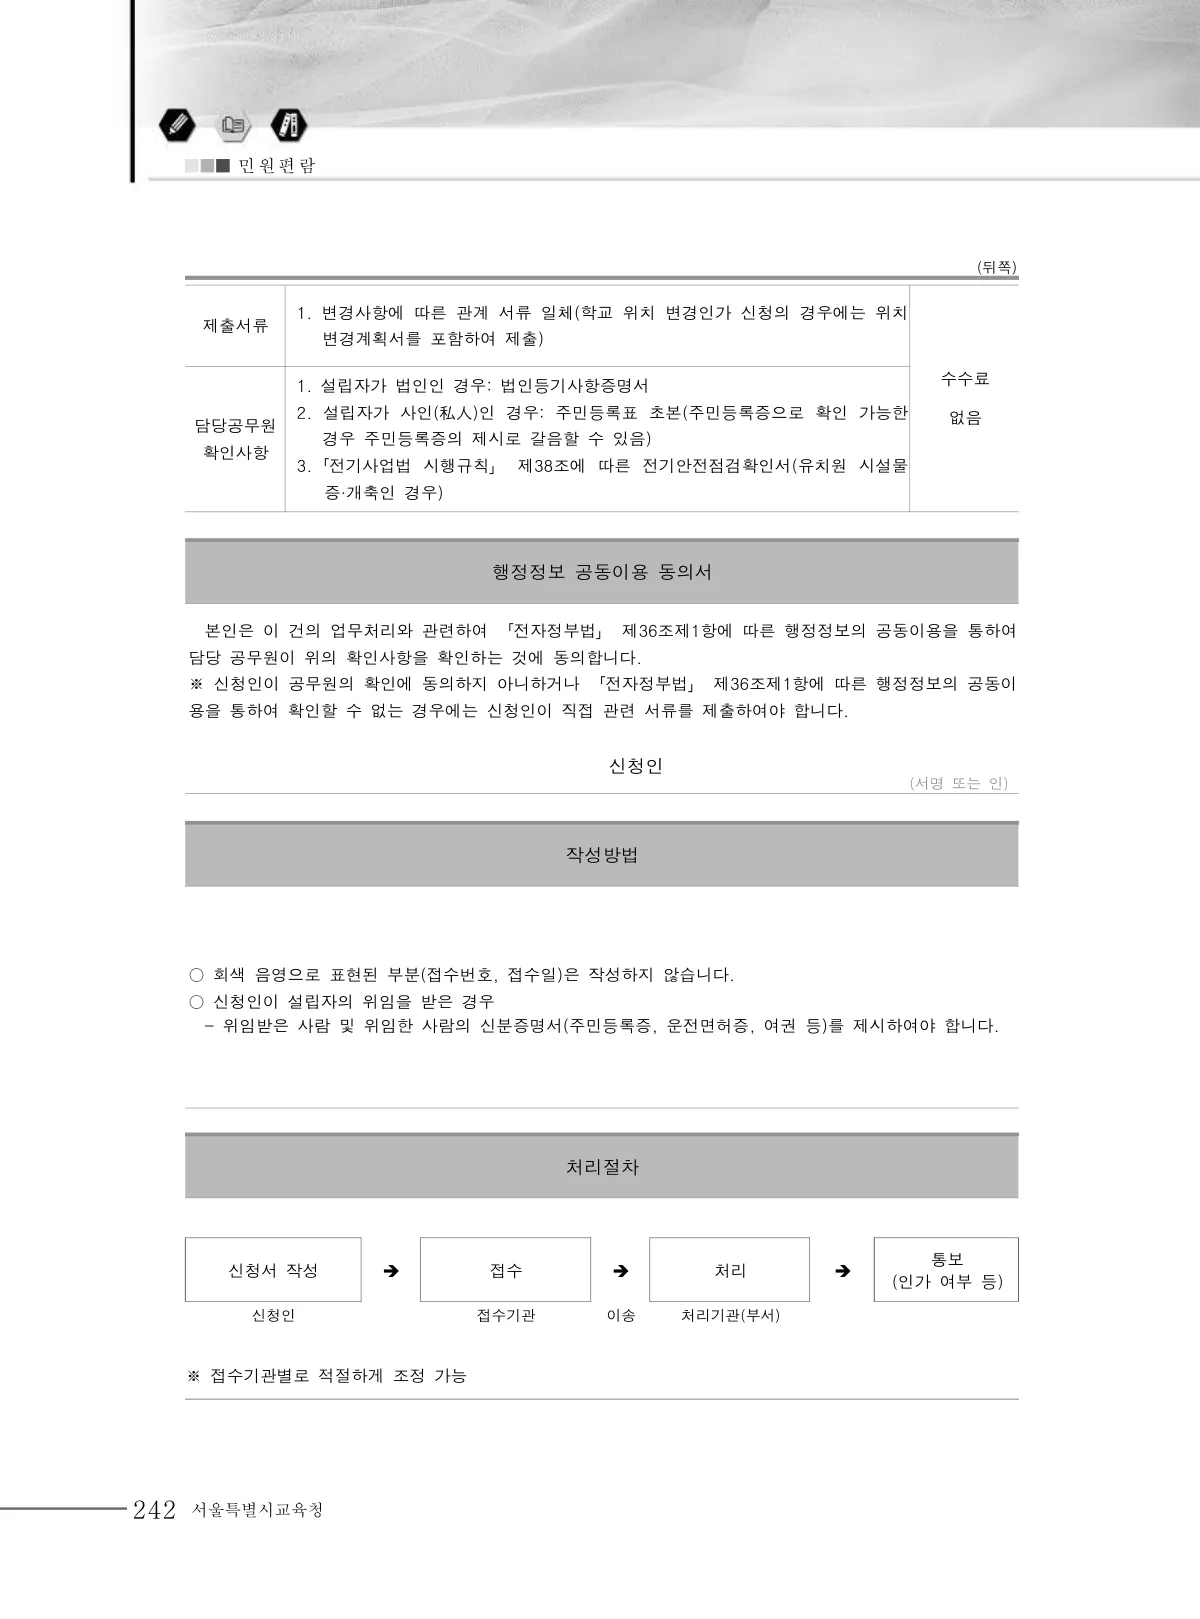 민원편람
(뒤쪽)
제출서류
1. 변경사항에 따른 관계 서류 일체(학교 위치 변경인가 신청의 경우에는 위치
변경계획서를 포함하여 제출)
수수료
없음
담당공무원
확인사항
1. 설립자가 법인인 경우: 법인등기사항증명서
2. 설립자가 사인(私人)인 경우: 주민등록표 초본(주민등록증으로 확인 가능한
경우 주민등록증의 제시로 갈음할 수 있음)
3.「전기사업법 시행규칙」 제38조에 따른 전기안전점검확인서(유치원 시설물
증·개축인 경우)
행정정보 공동이용 동의서
본인은 이 건의 업무처리와 관련하여 「전자정부법」 제36조제1항에 따른 행정정보의 공동이용을 통하여
담당 공무원이 위의 확인사항을 확인하는 것에 동의합니다.
※ 신청인이 공무원의 확인에 동의하지 아니하거나 「전자정부법」 제36조제1항에 따른 행정정보의 공동이
용을 통하여 확인할 수 없는 경우에는 신청인이 직접 관련 서류를 제출하여야 합니다.
신청인
(서명 또는 인)
작성방법
○ 회색 음영으로 표현된 부분(접수번호, 접수일)은 작성하지 않습니다.
○ 신청인이 설립자의 위임을 받은 경우
- 위임받은 사람 및 위임한 사람의 신분증명서(주민등록증, 운전면허증, 여권 등)를 제시하여야 합니다.
처리절차
신청서 작성 ➔ 접수 ➔ 처리 ➔ 통보
(인가 여부 등)
신청인 접수기관 이송 처리기관(부서)
※ 접수기관별로 적절하게 조정 가능
242 서울특별시교육청